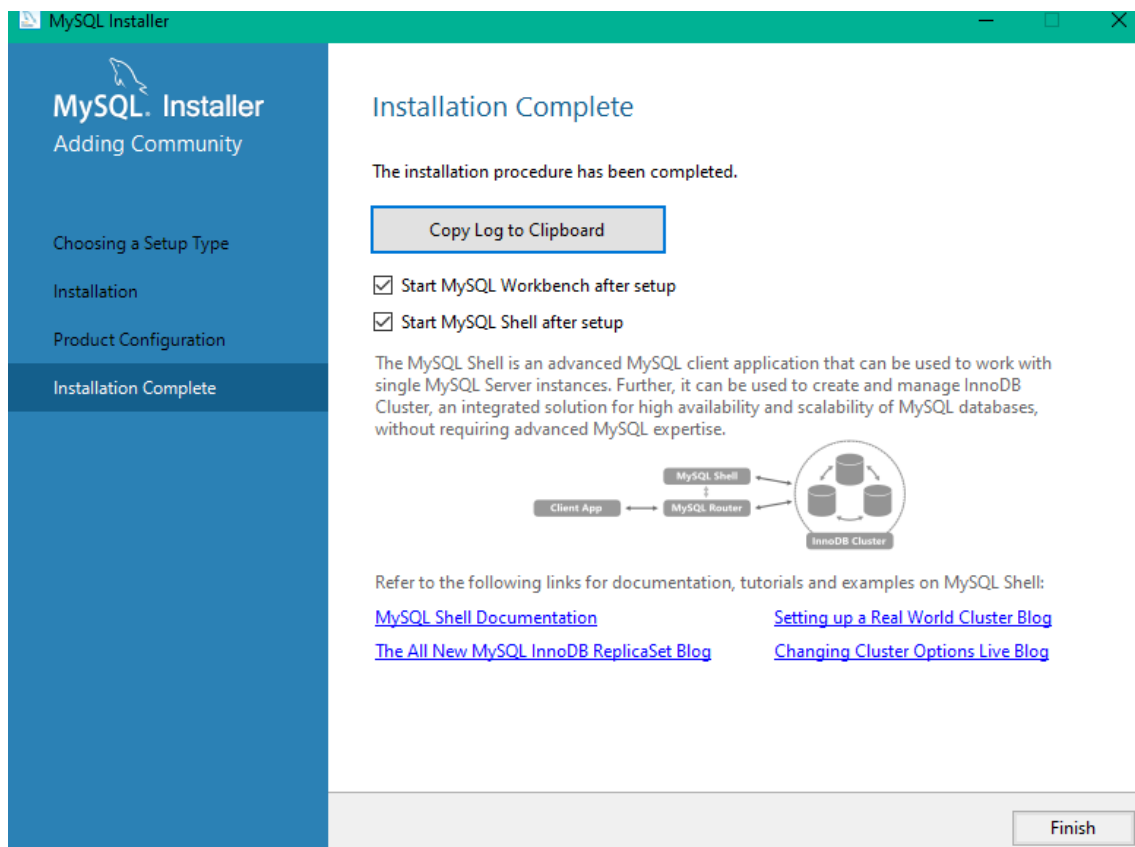 MySQL Installer
MySQL. Installer
Adding Community
Choosing a Setup Type
Installation
Product Configuration
Installation Complete
Installation Complete
The installation procedure has been completed.
Copy Log to Clipboard
Start MySQL Workbench after setup
Start MySQL Shell after setup
The MySQL Shell is an advanced MySQL client application that can be used to work with
single MySQL Server instances. Further, it can be used to create and manage InnoDB
Cluster, an integrated solution for high availability and scalability of MySQL databases,
without requiring advanced MySQL expertise.
MySQL Shell
Client App
MySQL Router
InnoDB Cluster
Refer to the following links for documentation, tutorials and examples on MySQL Shell:
MySQL Shell Documentation
Setting up a Real World Cluster Blog
The All New MySQL InnoDB ReplicaSet Blog
Changing Cluster Options Live Blog
Finish